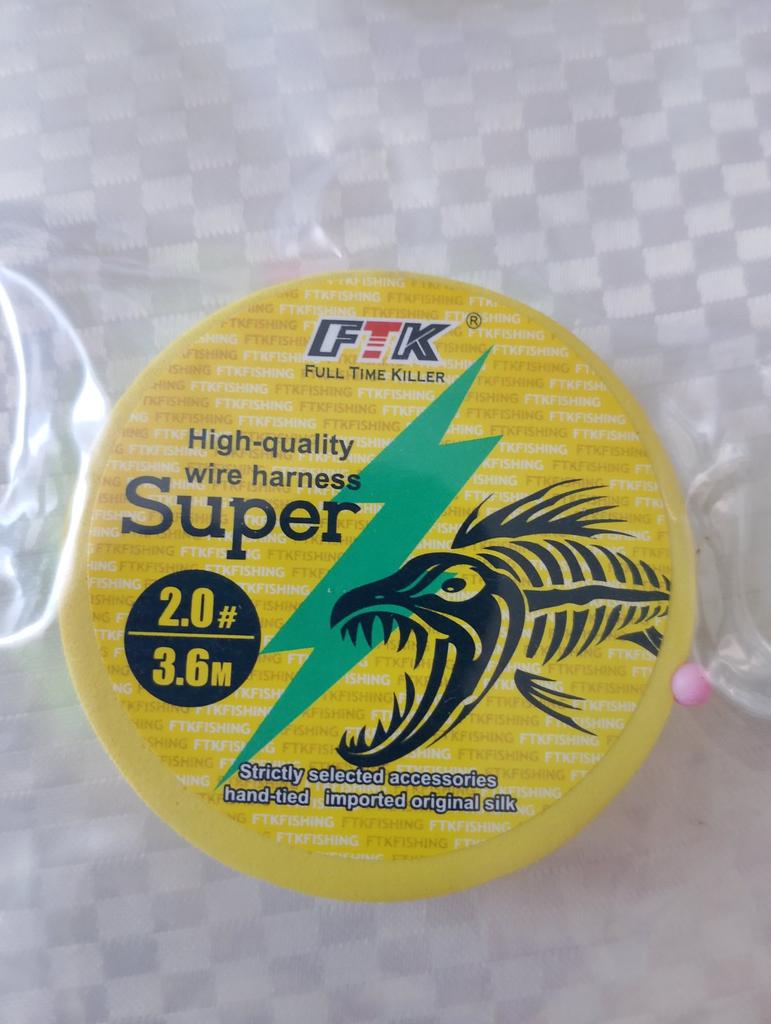 FTK®
FULL TIME KILLER
High-quality
wire harness
Super
2.0#
3.6M
Strictly selected accessories
hand-tied imported original silk
FTKFISHING